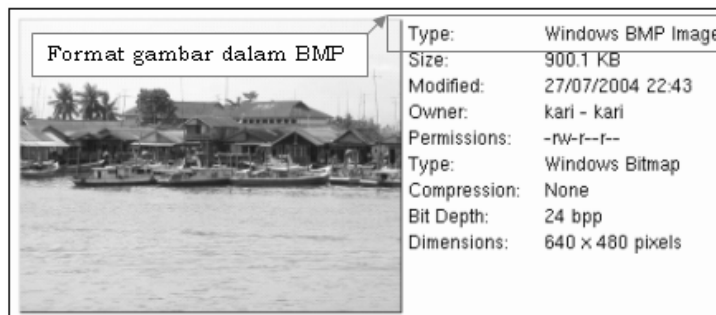 Format gambar dalam BMP
Type: Windows BMP Image
Size: 900.1 KB
Modified: 27/07/2004 22:43
Owner: kari - kari
Permissions: -rw-r--r--
Type: Windows Bitmap
Compression: None
Bit Depth: 24 bpp
Dimensions: 640 x 480 pixels